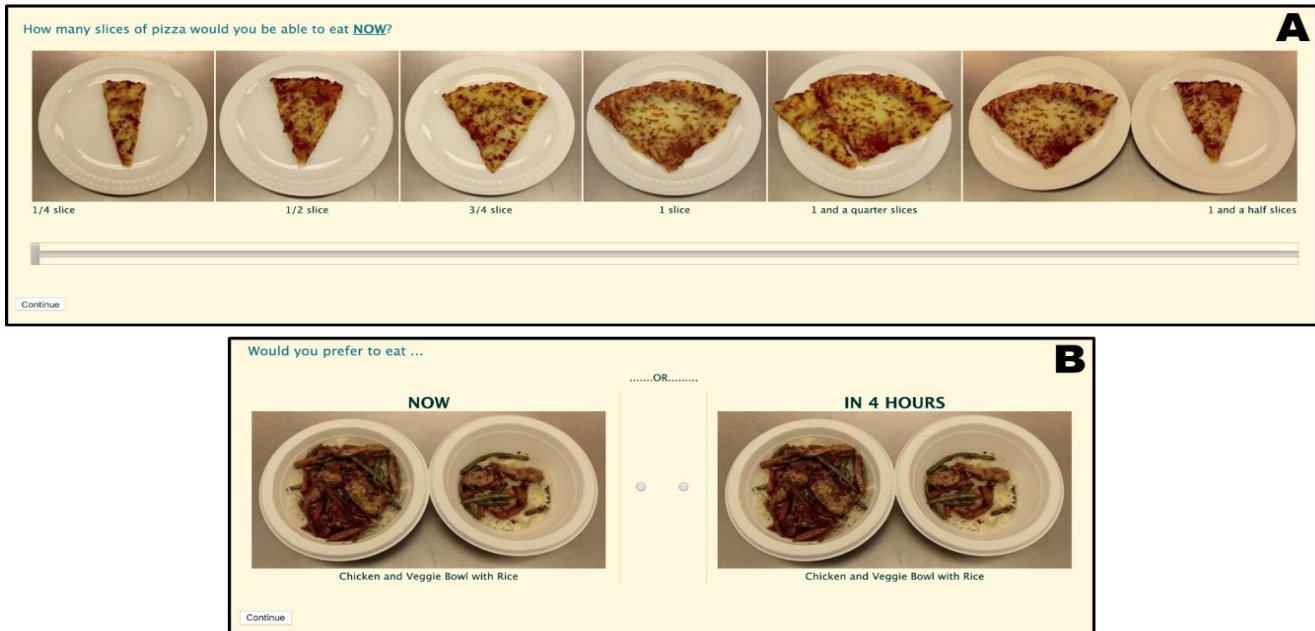 How many slices of pizza would you be able to eat NOW?
A
1/4 slice
1/2 slice
3/4 slice
1 slice
1 and a quarter slices
1 and a half slices
Continue
Would you prefer to eat ...
B
.......OR.........
NOW
IN 4 HOURS
Chicken and Veggie Bowl with Rice
Chicken and Veggie Bowl with Rice
Continue